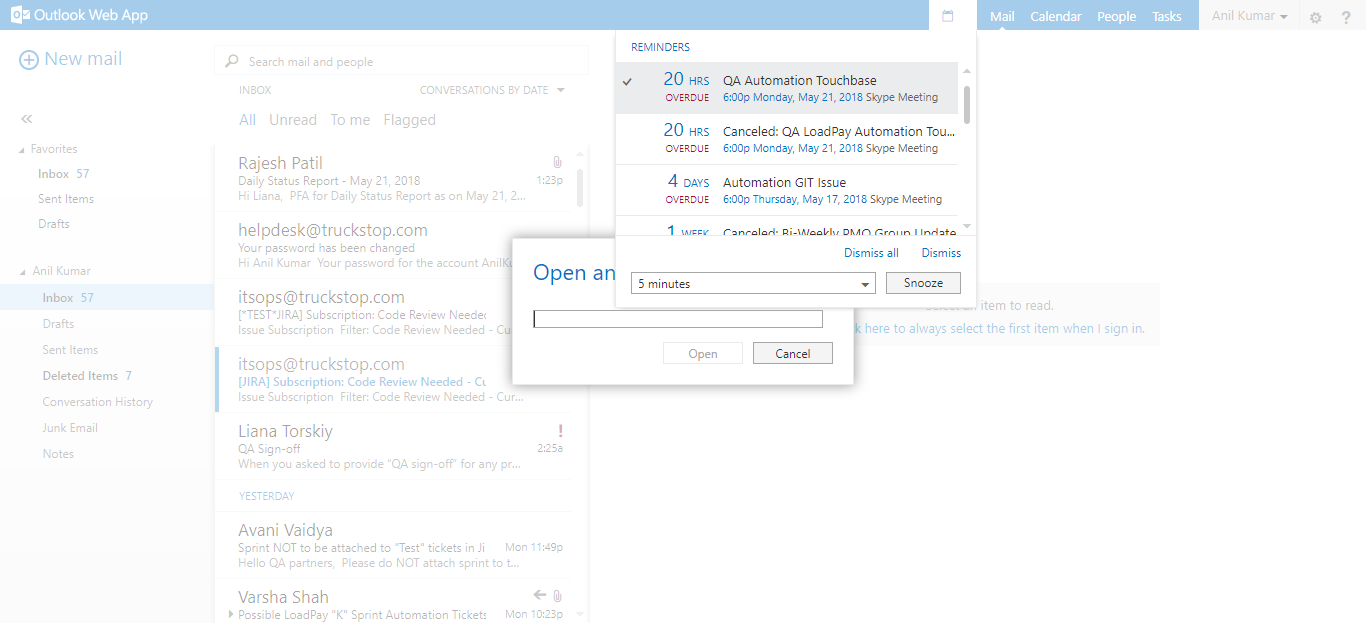 Outlook Web App
Mail Calendar People Tasks Anil Kumar ?
New mail
Favorites
Inbox 57
Sent Items
Drafts
Anil Kumar
Inbox 57
Drafts
Sent Items
Deleted Items 7
Conversation History
Junk Email
Notes
Search mail and people
INBOX CONVERSATIONS BY DATE
All Unread To me Flagged
Rajesh Patil
Daily Status Report - May 21, 2018 1:23p
Hi Liana, PFA for Daily Status Report as on May 21, 2...
helpdesk@truckstop.com
Your password has been changed
Hi Anil Kumar Your password for the account AnilKu
itsops@truckstop.com
[*TEST*JIRA] Subscription: Code Review Needed
Issue Subscription Filter: Code Review Needed - Cur
itsops@truckstop.com
[JIRA] Subscription: Code Review Needed - Cu
Issue Subscription Filter: Code Review Needed - Cur...
Liana Torskiy !
QA Sign-off 2:25a
When you asked to provide "QA sign-off" for any pr...
YESTERDAY
Avani Vaidya
Sprint NOT to be attached to "Test" tickets in Ji Mon 11:49p
Hello QA partners, Please do NOT attach sprint to t...
Varsha Shah
Possible LoadPay "K" Sprint Automation Tickets Mon 10:23p
REMINDERS
20 HRS QA Automation Touchbase
OVERDUE 6:00p Monday, May 21, 2018 Skype Meeting
20 HRS Canceled: QA LoadPay Automation Tou...
OVERDUE 6:00p Monday, May 21, 2018 Skype Meeting
4 DAYS Automation GIT Issue
OVERDUE 6:00p Thursday, May 17, 2018 Skype Meeting
1 WEEK Canceled: Bi-Weekly PMO Group Update
Dismiss all Dismiss
5 minutes Snooze
Open an
Open Cancel
an item to read.
k here to always select the first item when I sign in.